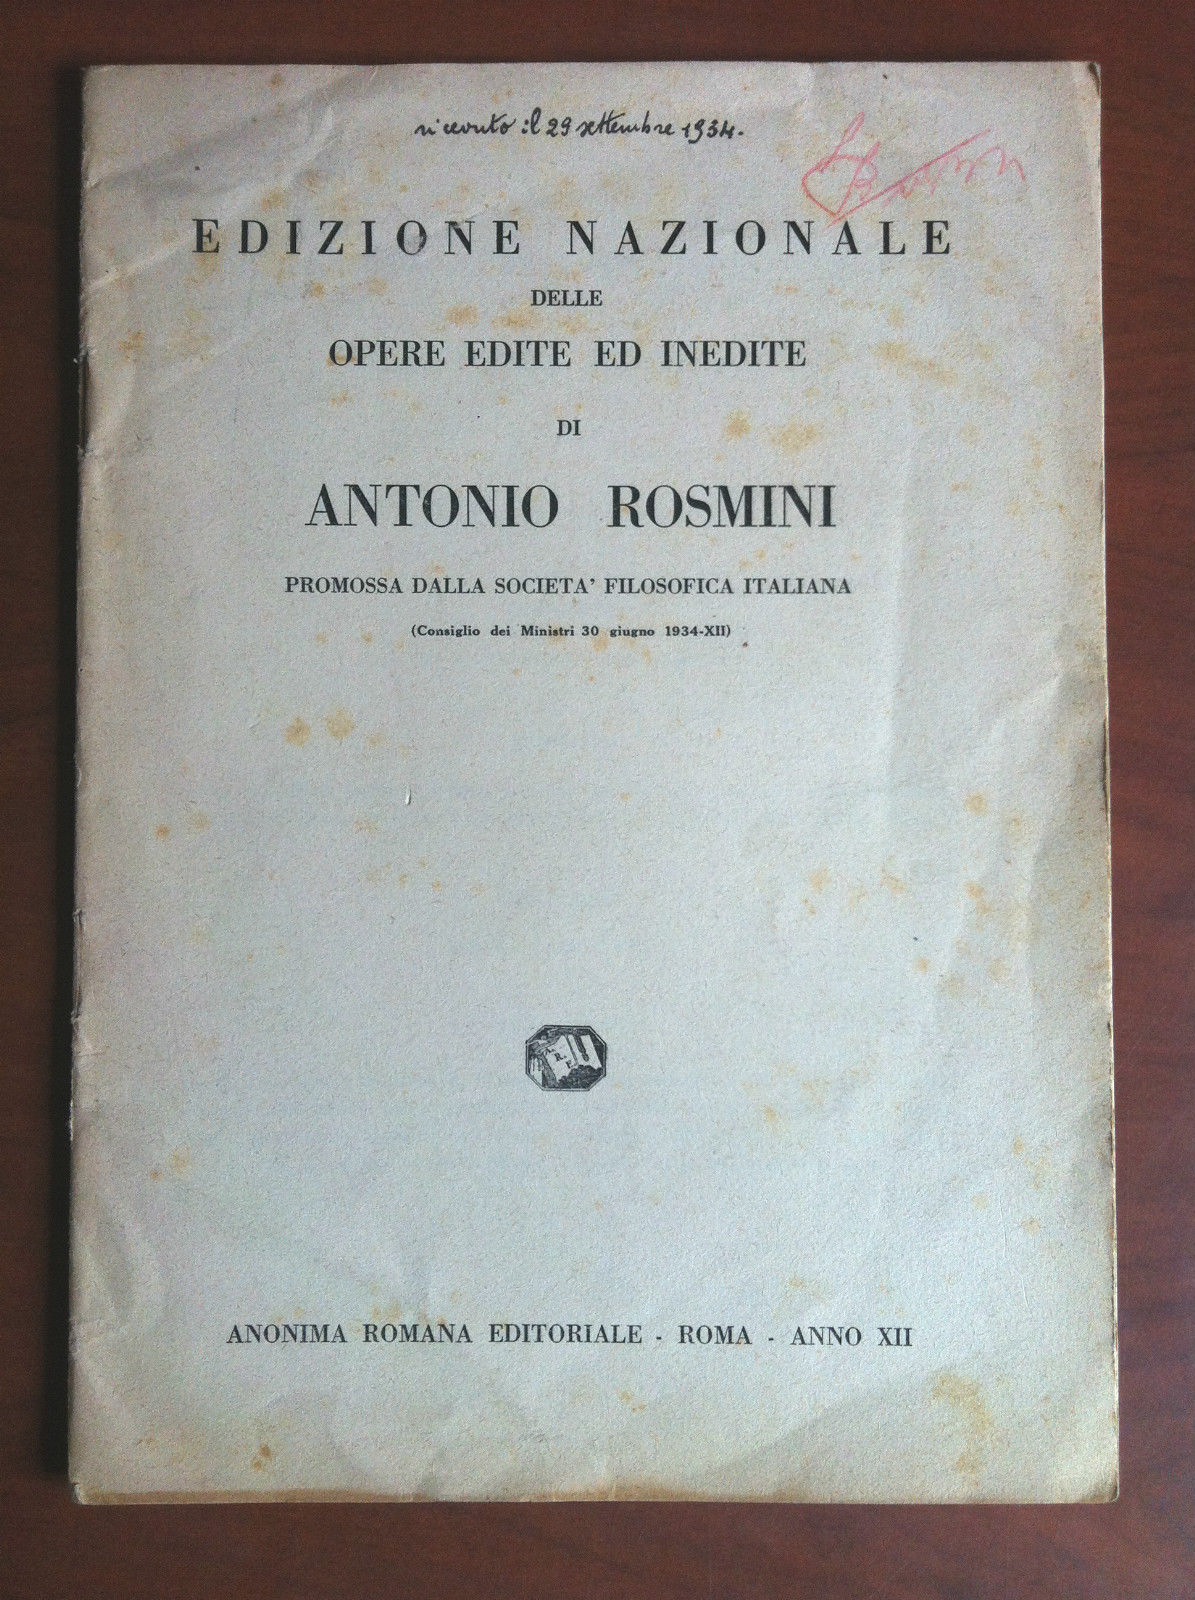 ricevuto il 29 settembre 1934.
EDIZIONE NAZIONALE
DELLE
OPERE EDITE ED INEDITE
DI
ANTONIO ROSMINI
PROMOSSA DALLA SOCIETA' FILOSOFICA ITALIANA
(Consiglio dei Ministri 30 giugno 1934-XII)
A.
R.
E.
ANONIMA ROMANA EDITORIALE - ROMA - ANNO XII